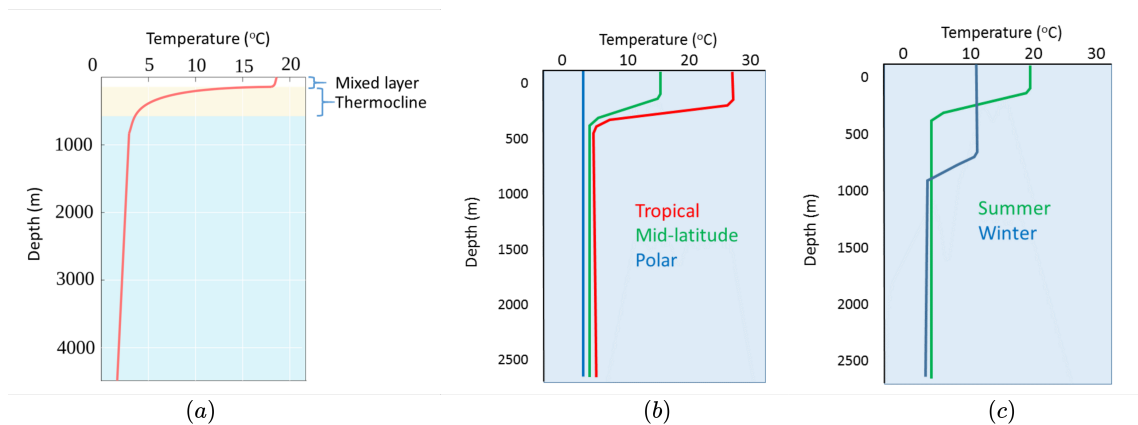 Temperature (°C)
0 5 10 15 20
Mixed layer
Thermocline
1000
2000
3000
4000
Depth (m)
(a)
Temperature (°C)
0 10 20 30
0
500
1000
1500
2000
2500
Depth (m)
Tropical
Mid-latitude
Polar
(b)
Temperature (°C)
0 10 20 30
0
500
1000
1500
2000
2500
Depth (m)
Summer
Winter
(c)